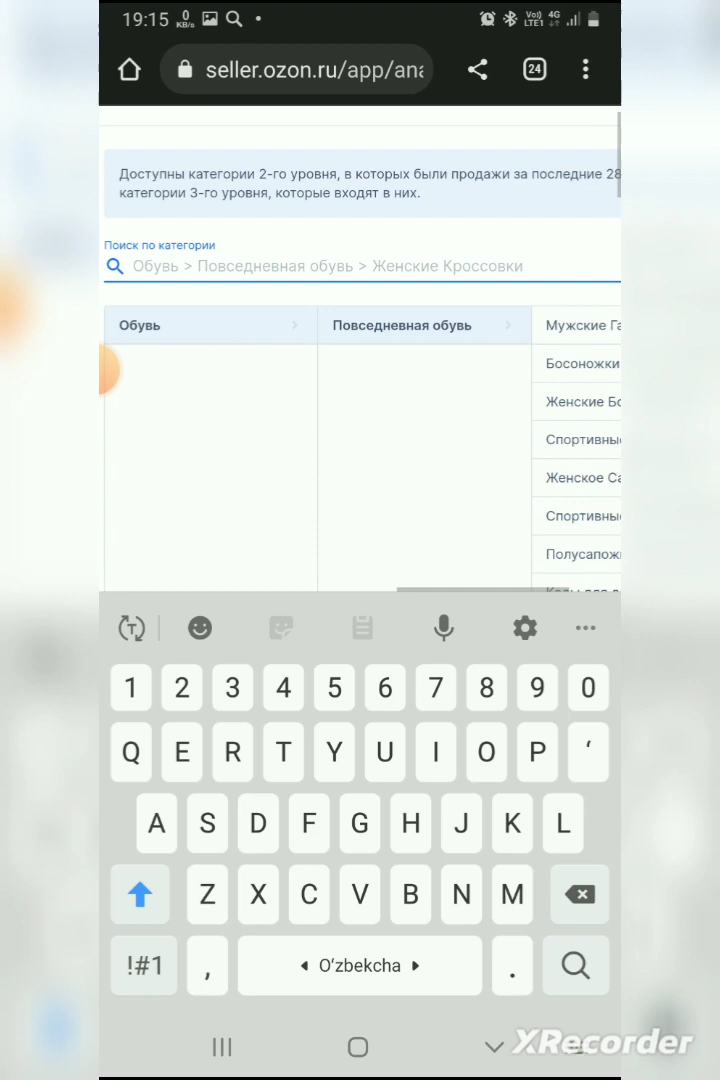 19:15 0 KB/s Vo) LTE1 4G
seller.ozon.ru/app/ana 24
Доступны категории 2-го уровня, в которых были продажи за последние 28
категории 3-го уровня, которые входят в них.
Поиск по категории
Обувь > Повседневная обувь > Женские Кроссовки
Обувь > Повседневная обувь > Мужские Га
Босоножки
Женские Бо
Спортивны
Женское Са
Спортивны
Полусапож
T
1 2 3 4 5 6 7 8 9 0
Q E R T Y U I O P ʻ
A S D F G H J K L
Z X C V B N M
!#1 , Oʻzbekcha .
XRecorder